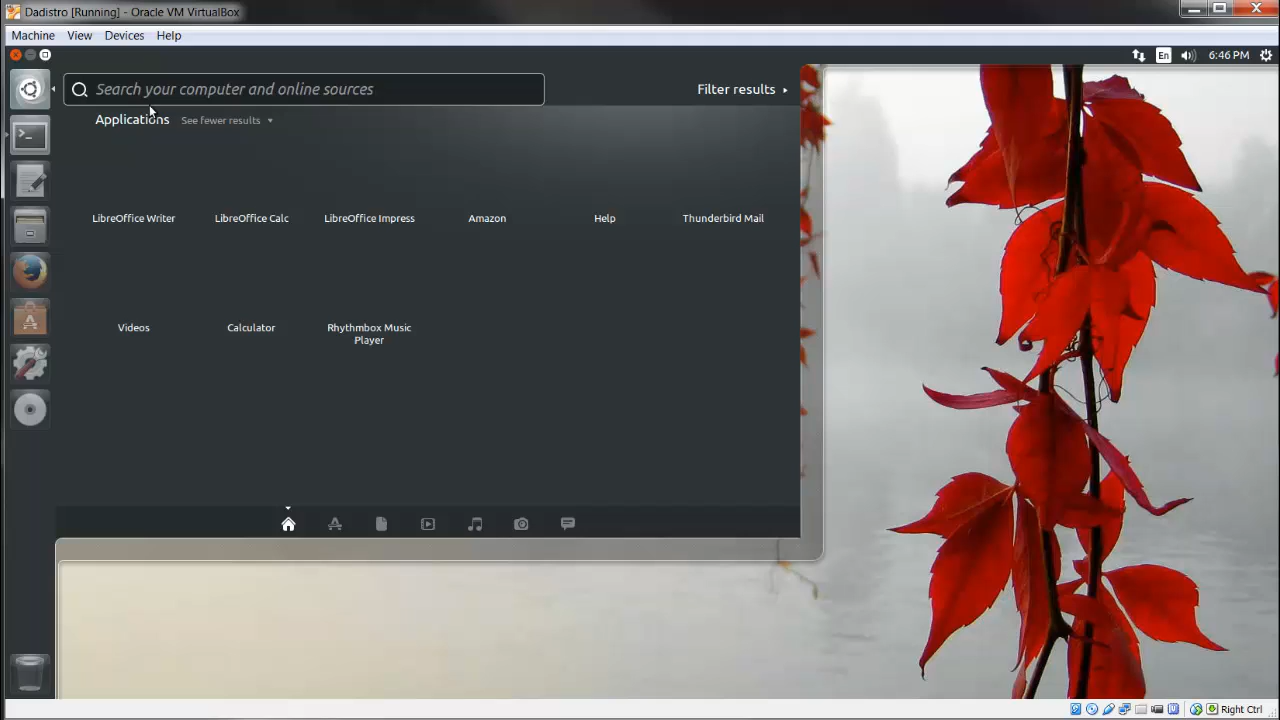 Dadistro [Running] - Oracle VM VirtualBox
Machine View Devices Help
En 6:46 PM
Search your computer and online sources
Filter results
Applications See fewer results
LibreOffice Writer LibreOffice Calc LibreOffice Impress Amazon Help Thunderbird Mail
Videos Calculator Rhythmbox Music
Player
Right Ctrl